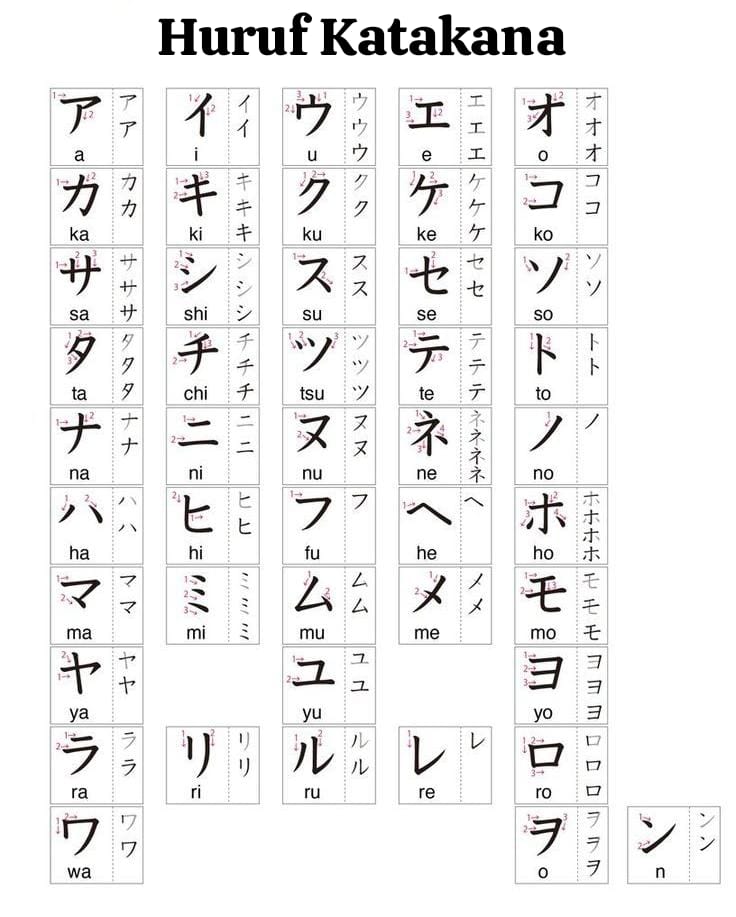 Huruf Katakana
ア イ ウ エ オ
a i u e o
カ キ ク ケ コ
ka ki ku ke ko
サ シ ス セ ソ
sa shi su se so
タ チ ツ テ ト
ta chi tsu te to
ナ ニ ヌ ネ ノ
na ni nu ne no
ハ ヒ フ ヘ ホ
ha hi fu he ho
マ ミ ム メ モ
ma mi mu me mo
ヤ ユ ヨ
ya yu yo
ラ リ ル レ ロ
ra ri ru re ro
ワ ヲ ン
wa o n